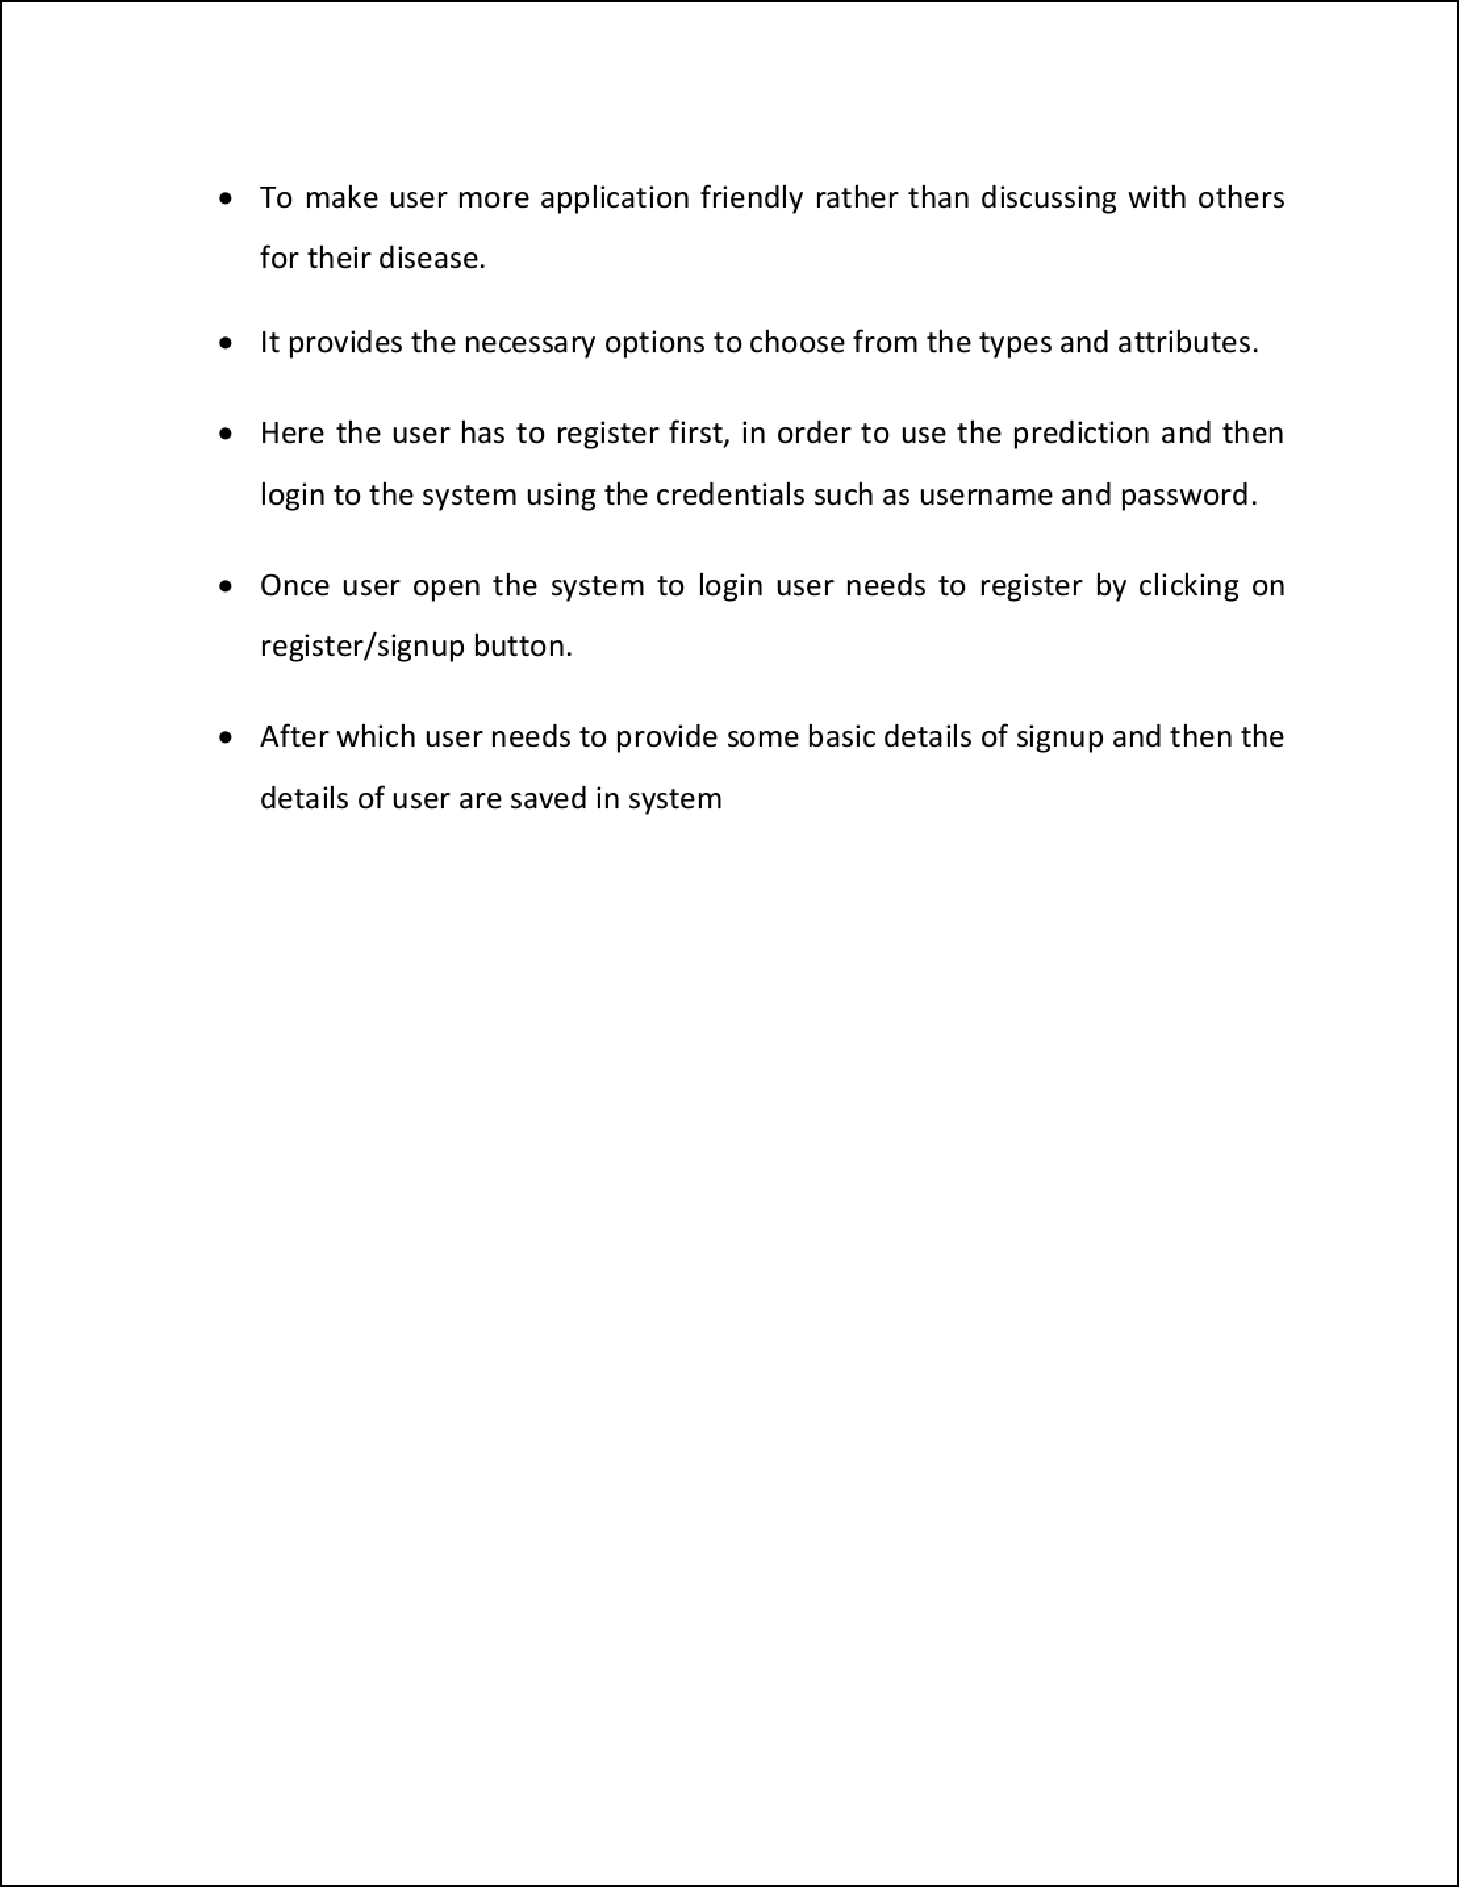 • To make user more application friendly rather than discussing with others
for their disease.
• It provides the necessary options to choose from the types and attributes.
• Here the user has to register first, in order to use the prediction and then
login to the system using the credentials such as username and password.
• Once user open the system to login user needs to register by clicking on
register/signup button.
• After which user needs to provide some basic details of signup and then the
details of user are saved in system